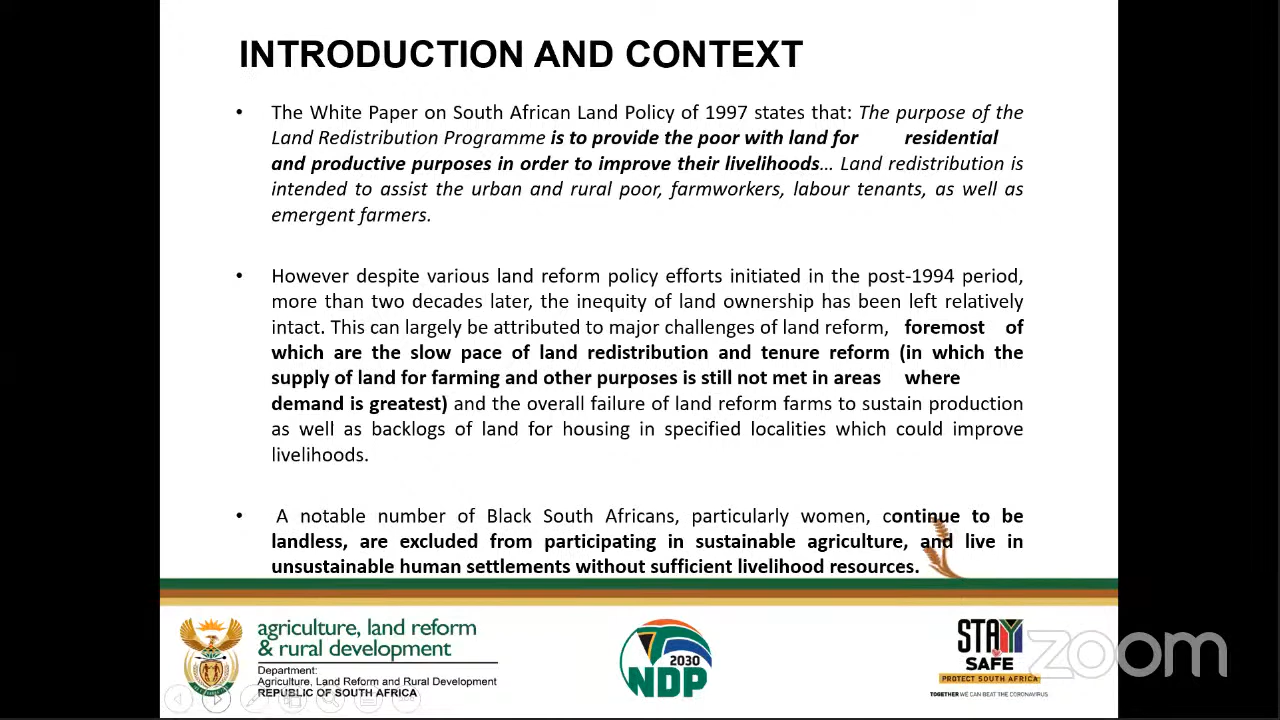 INTRODUCTION AND CONTEXT
• The White Paper on South African Land Policy of 1997 states that: The purpose of the
Land Redistribution Programme is to provide the poor with land for residential
and productive purposes in order to improve their livelihoods… Land redistribution is
intended to assist the urban and rural poor, farmworkers, labour tenants, as well as
emergent farmers.
• However despite various land reform policy efforts initiated in the post-1994 period,
more than two decades later, the inequity of land ownership has been left relatively
intact. This can largely be attributed to major challenges of land reform, foremost of
which are the slow pace of land redistribution and tenure reform (in which the
supply of land for farming and other purposes is still not met in areas where
demand is greatest) and the overall failure of land reform farms to sustain production
as well as backlogs of land for housing in specified localities which could improve
livelihoods.
• A notable number of Black South Africans, particularly women, continue to be
landless, are excluded from participating in sustainable agriculture, and live in
unsustainable human settlements without sufficient livelihood resources.
agriculture, land reform
& rural development
Department:
Agriculture, Land Reform and Rural Development
REPUBLIC OF SOUTH AFRICA
2030
NDP
STAY
SAFE
PROTECT SOUTH AFRICA
TOGETHER WE CAN BEAT THE CORONAVIRUS
zoom